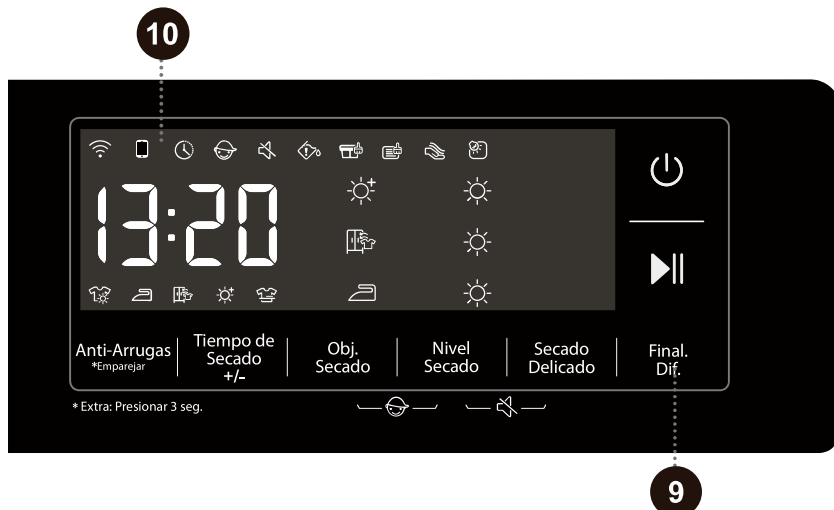 10
13:20
Anti-Arrugas
*Emparejar
Tiempo de
Secado
+/-
Obj.
Secado
Nivel
Secado
Secado
Delicado
Final.
Dif.
* Extra: Presionar 3 seg.
9